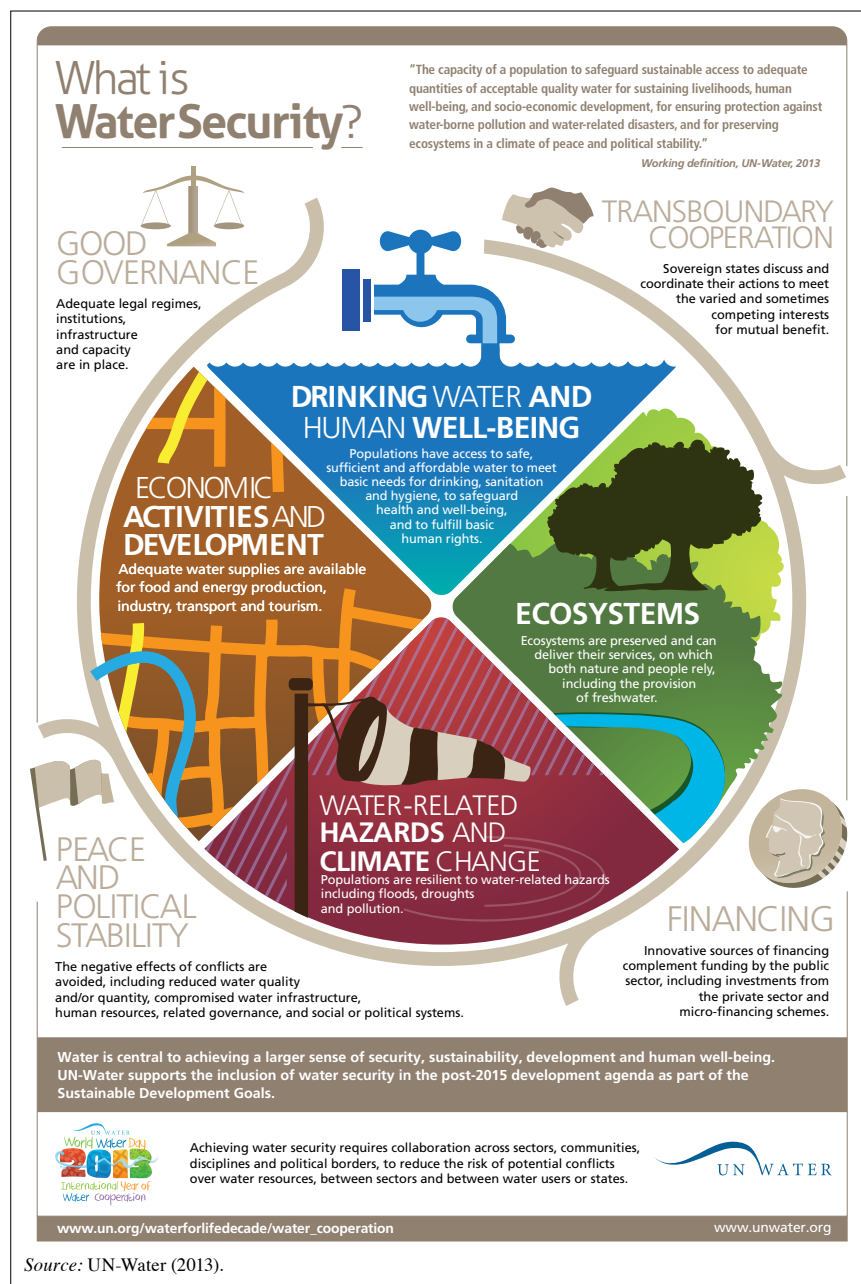 What is
Water Security?
"The capacity of a population to safeguard sustainable access to adequate
quantities of acceptable quality water for sustaining livelihoods, human
well-being, and socio-economic development, for ensuring protection against
water-borne pollution and water-related disasters, and for preserving
ecosystems in a climate of peace and political stability."
Working definition, UN-Water, 2013
GOOD
GOVERNANCE
Adequate legal regimes,
institutions,
infrastructure
and capacity
are in place.
TRANSBOUNDARY
COOPERATION
Sovereign states discuss and
coordinate their actions to meet
the varied and sometimes
competing interests
for mutual benefit.
DRINKING WATER AND
HUMAN WELL-BEING
Populations have access to safe,
sufficient and affordable water to meet
basic needs for drinking, sanitation
and hygiene, to safeguard
health and well-being,
and to fulfill basic
human rights.
ECONOMIC
ACTIVITIES AND
DEVELOPMENT
Adequate water supplies are available
for food and energy production,
industry, transport and tourism.
ECOSYSTEMS
Ecosystems are preserved and can
deliver their services, on which
both nature and people rely,
including the provision
of freshwater.
WATER-RELATED
HAZARDS AND
CLIMATE CHANGE
Populations are resilient to water-related hazards
including floods, droughts
and pollution.
PEACE
AND
POLITICAL
STABILITY
The negative effects of conflicts are
avoided, including reduced water quality
and/or quantity, compromised water infrastructure,
human resources, related governance, and social or political systems.
FINANCING
Innovative sources of financing
complement funding by the public
sector, including investments from
the private sector and
micro-financing schemes.
Water is central to achieving a larger sense of security, sustainability, development and human well-being.
UN-Water supports the inclusion of water security in the post-2015 development agenda as part of the
Sustainable Development Goals.
UN WATER
World Water Day
2013
International Year of
Water Cooperation
Achieving water security requires collaboration across sectors, communities,
disciplines and political borders, to reduce the risk of potential conflicts
over water resources, between sectors and between water users or states.
UN WATER
www.un.org/waterforlifedecade/water_cooperation
www.unwater.org
Source: UN-Water (2013).